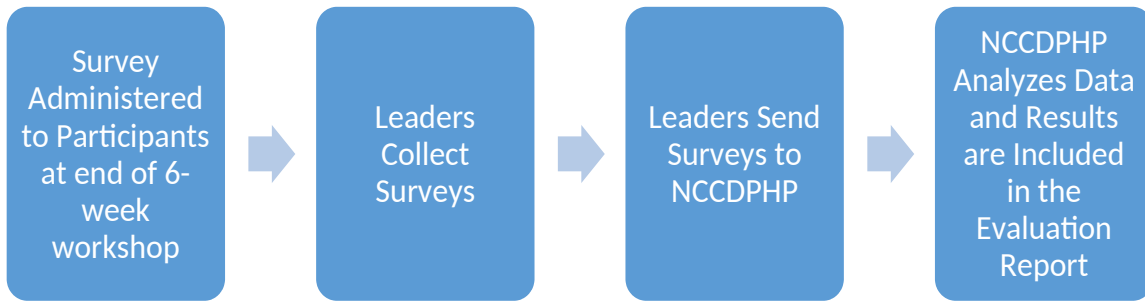 Survey
Administered
to Participants
at end of 6-
week
workshop
Leaders
Collect
Surveys
Leaders Send
Surveys to
NCCDPHP
NCCDPHP
Analyzes Data
and Results
are Included
in the
Evaluation
Report